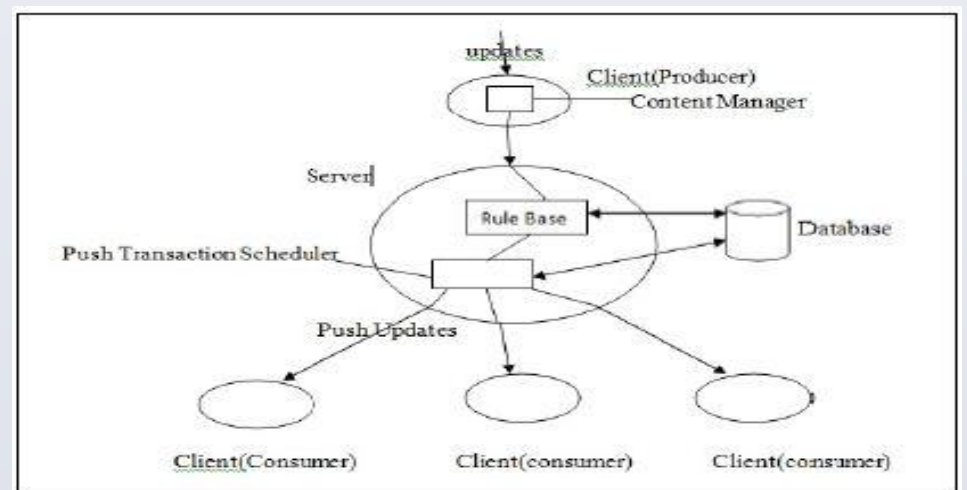 updates
Client(Producer)
Content Manager
Server
Rule Base
Database
Push Transaction Scheduler
Push Updates
Client(Consumer)
Client(consumer)
Client(consumer)